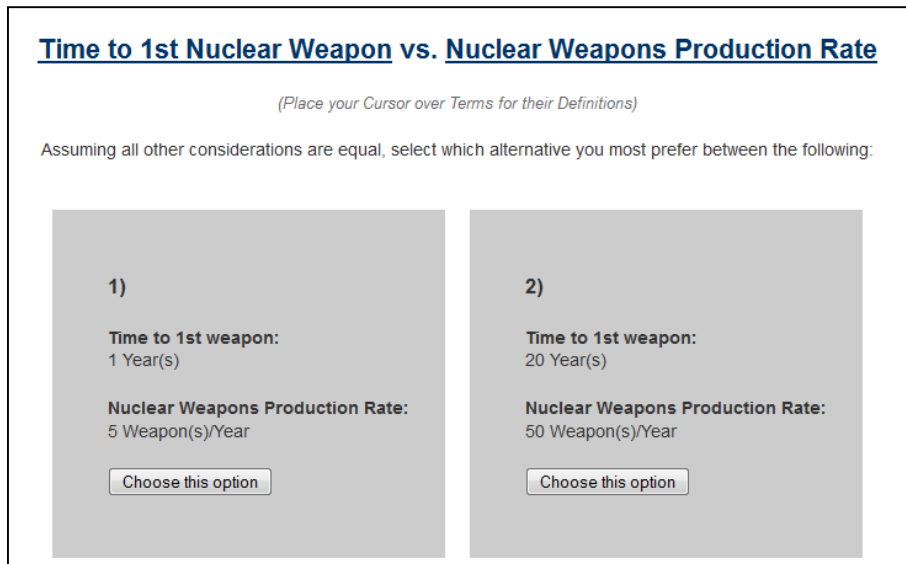 Time to 1st Nuclear Weapon vs. Nuclear Weapons Production Rate
(Place your Cursor over Terms for their Definitions)
Assuming all other considerations are equal, select which alternative you most prefer between the following:
1)
Time to 1st weapon:
1 Year(s)
Nuclear Weapons Production Rate:
5 Weapon(s)/Year
Choose this option
2)
Time to 1st weapon:
20 Year(s)
Nuclear Weapons Production Rate:
50 Weapon(s)/Year
Choose this option